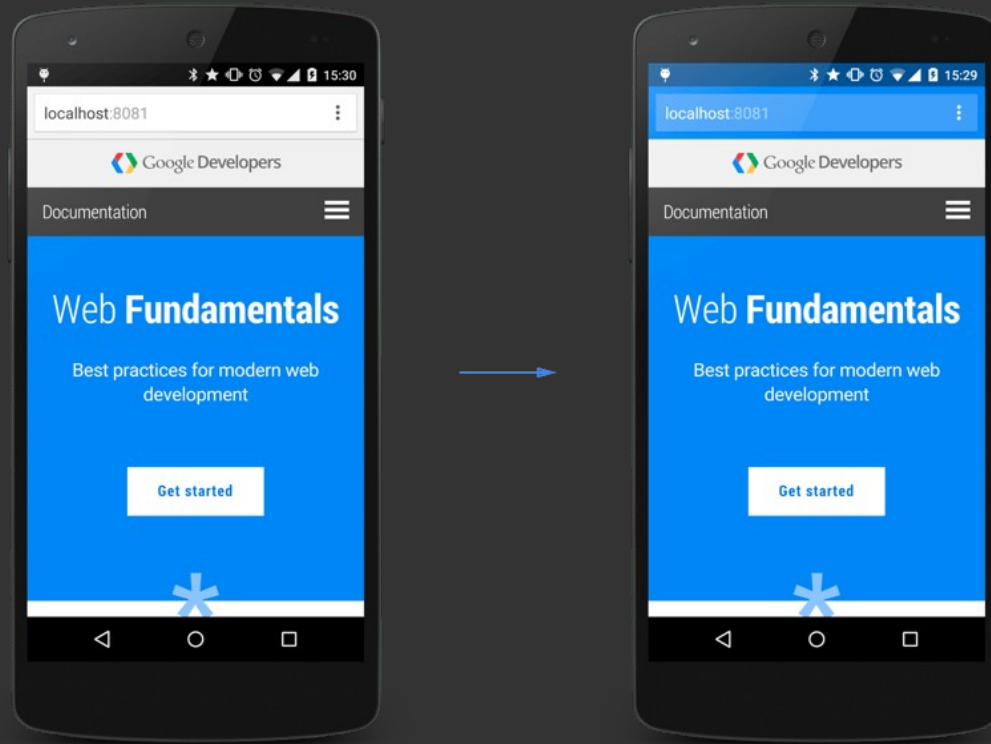 15:30
localhost:8081
Google Developers
Documentation
Web Fundamentals
Best practices for modern web
development
Get started
*
15:29
localhost:8081
Google Developers
Documentation
Web Fundamentals
Best practices for modern web
development
Get started
*